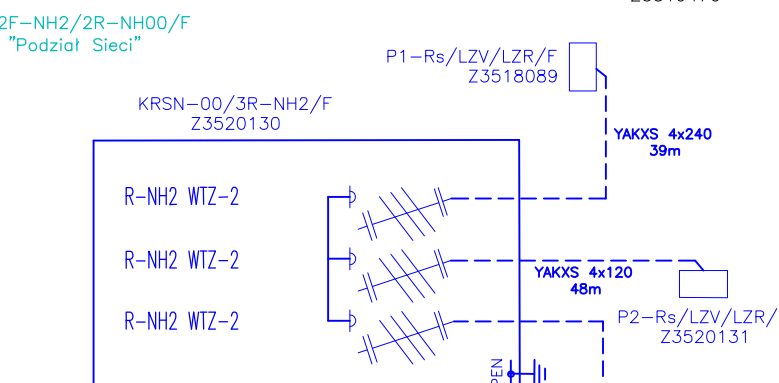 2F-NH2/2R-NH00/F
"Podział Sieci"
P1-Rs/LZV/LZR/F
Z3518089
KRSN-00/3R-NH2/F
Z3520130
YAKXS 4x240
39m
R-NH2 WTZ-2
R-NH2 WTZ-2
YAKXS 4x120
48m
R-NH2 WTZ-2
P2-Rs/LZV/LZR/
Z3520131
PEN